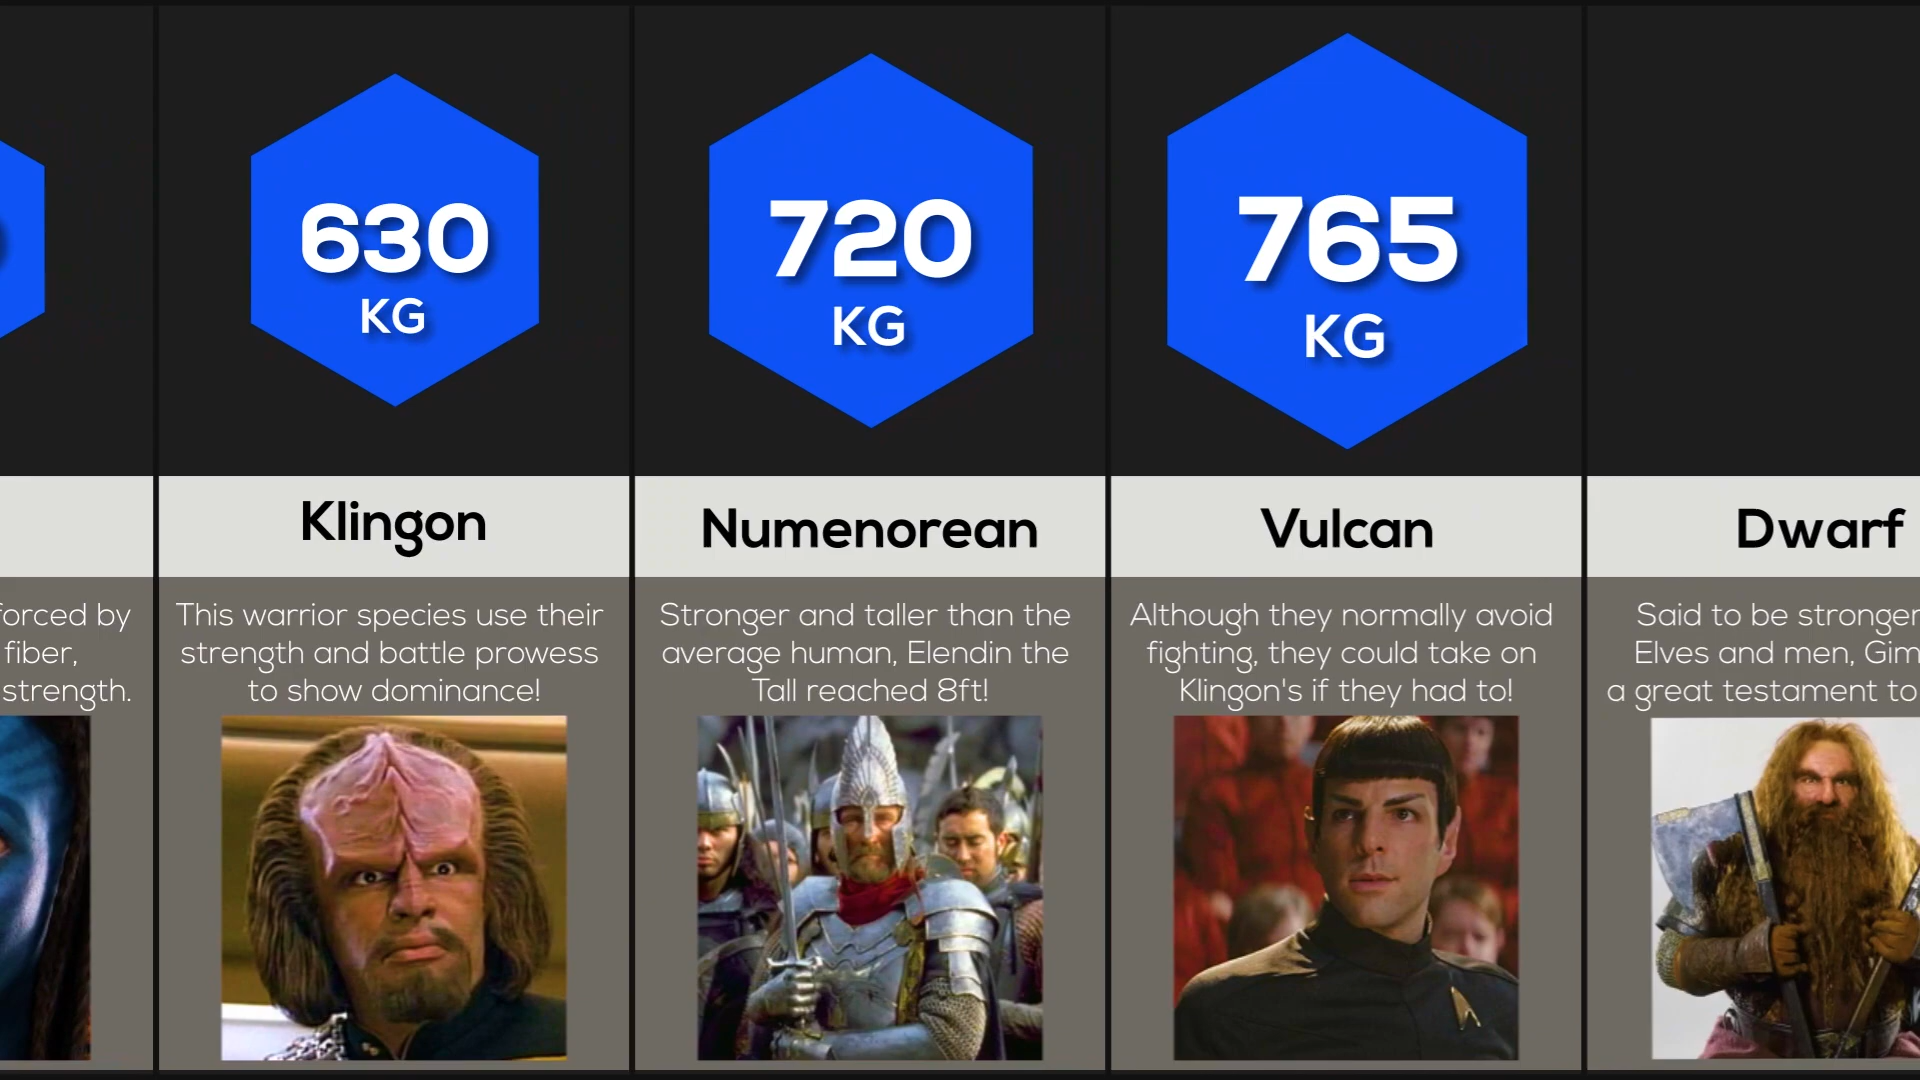 630
KG
720
KG
765
KG
Klingon
Numenorean
Vulcan
Dwarf
forced by
fiber,
strength.
This warrior species use their
strength and battle prowess
to show dominance!
Stronger and taller than the
average human, Elendin the
Tall reached 8ft!
Although they normally avoid
fighting, they could take on
Klingon's if they had to!
Said to be stronger
Elves and men, Gim
a great testament to